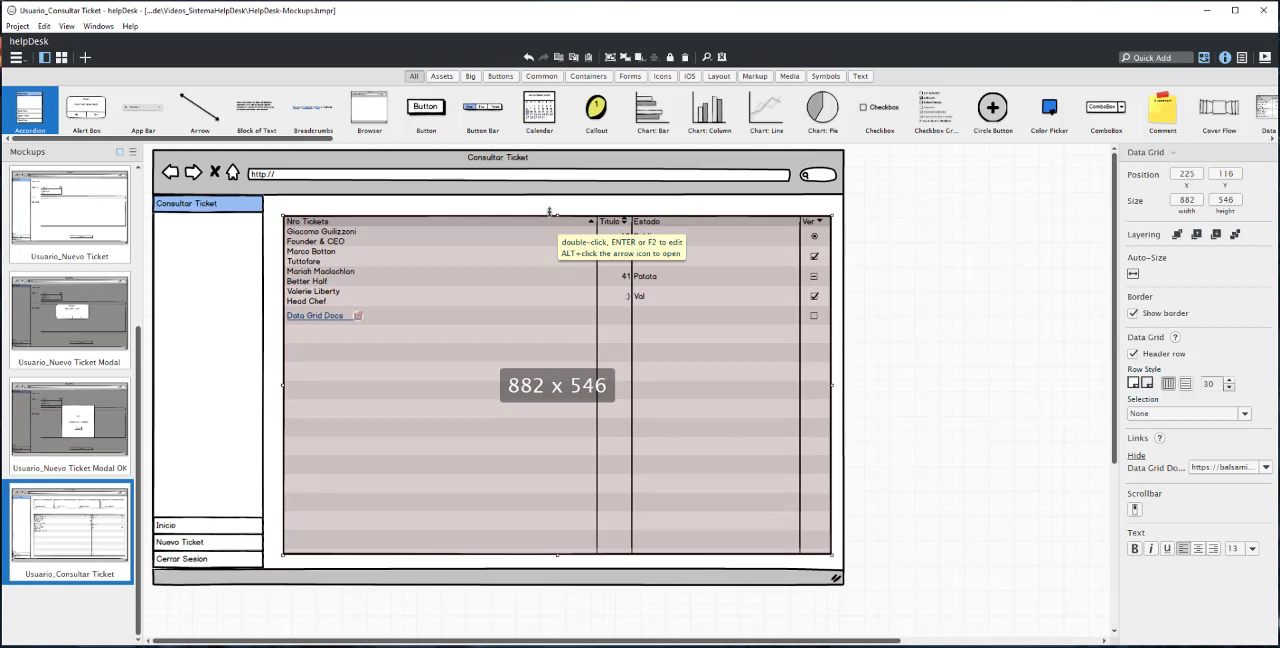 Usuario_Consultar Ticket - helpDesk - [...de\Videos_SistemaHelpDesk\HelpDesk-Mockups.bmpr]
Project Edit View Windows Help
helpDesk
Quick Add
All Assets Big Buttons Common Containers Forms Icons iOS Layout Markup Media Symbols Text
Button
1
ComboBox
Checkbox
Accordion Alert Box App Bar Arrow Block of Text Breadcrumbs Browser Button Button Bar Calendar Callout Chart: Bar Chart: Column Chart: Line Chart: Pie Checkbox Checkbox Gr... Circle Button Color Picker ComboBox Comment Cover Flow Data
Mockups
Usuario_Nuevo Ticket
Usuario_Nuevo Ticket Modal
Usuario_Nuevo Ticket Modal OK
Usuario_Consultar Ticket
Consultar Ticket
http://
Consultar Ticket
Nro Tickets Titulo Estado Ver
Giacomo Guilizzoni
Founder & CEO
Marco Botton
Tuttofare
Mariah Maclachlan
Better Half
41 Patata
Valerie Liberty
Head Chef
:) Val
Data Grid Docs
double-click, ENTER or F2 to edit
ALT+click the arrow icon to open
882 x 546
Inicio
Nuevo Ticket
Cerrar Sesion
Data Grid
Position 225 116
X Y
Size 882 546
width height
Layering
Auto-Size
Border
Show border
Data Grid ?
Header row
Row Style
30
Selection
None
Links ?
Hide
Data Grid Do... https://balsami...
Scrollbar
Text
B i U 13